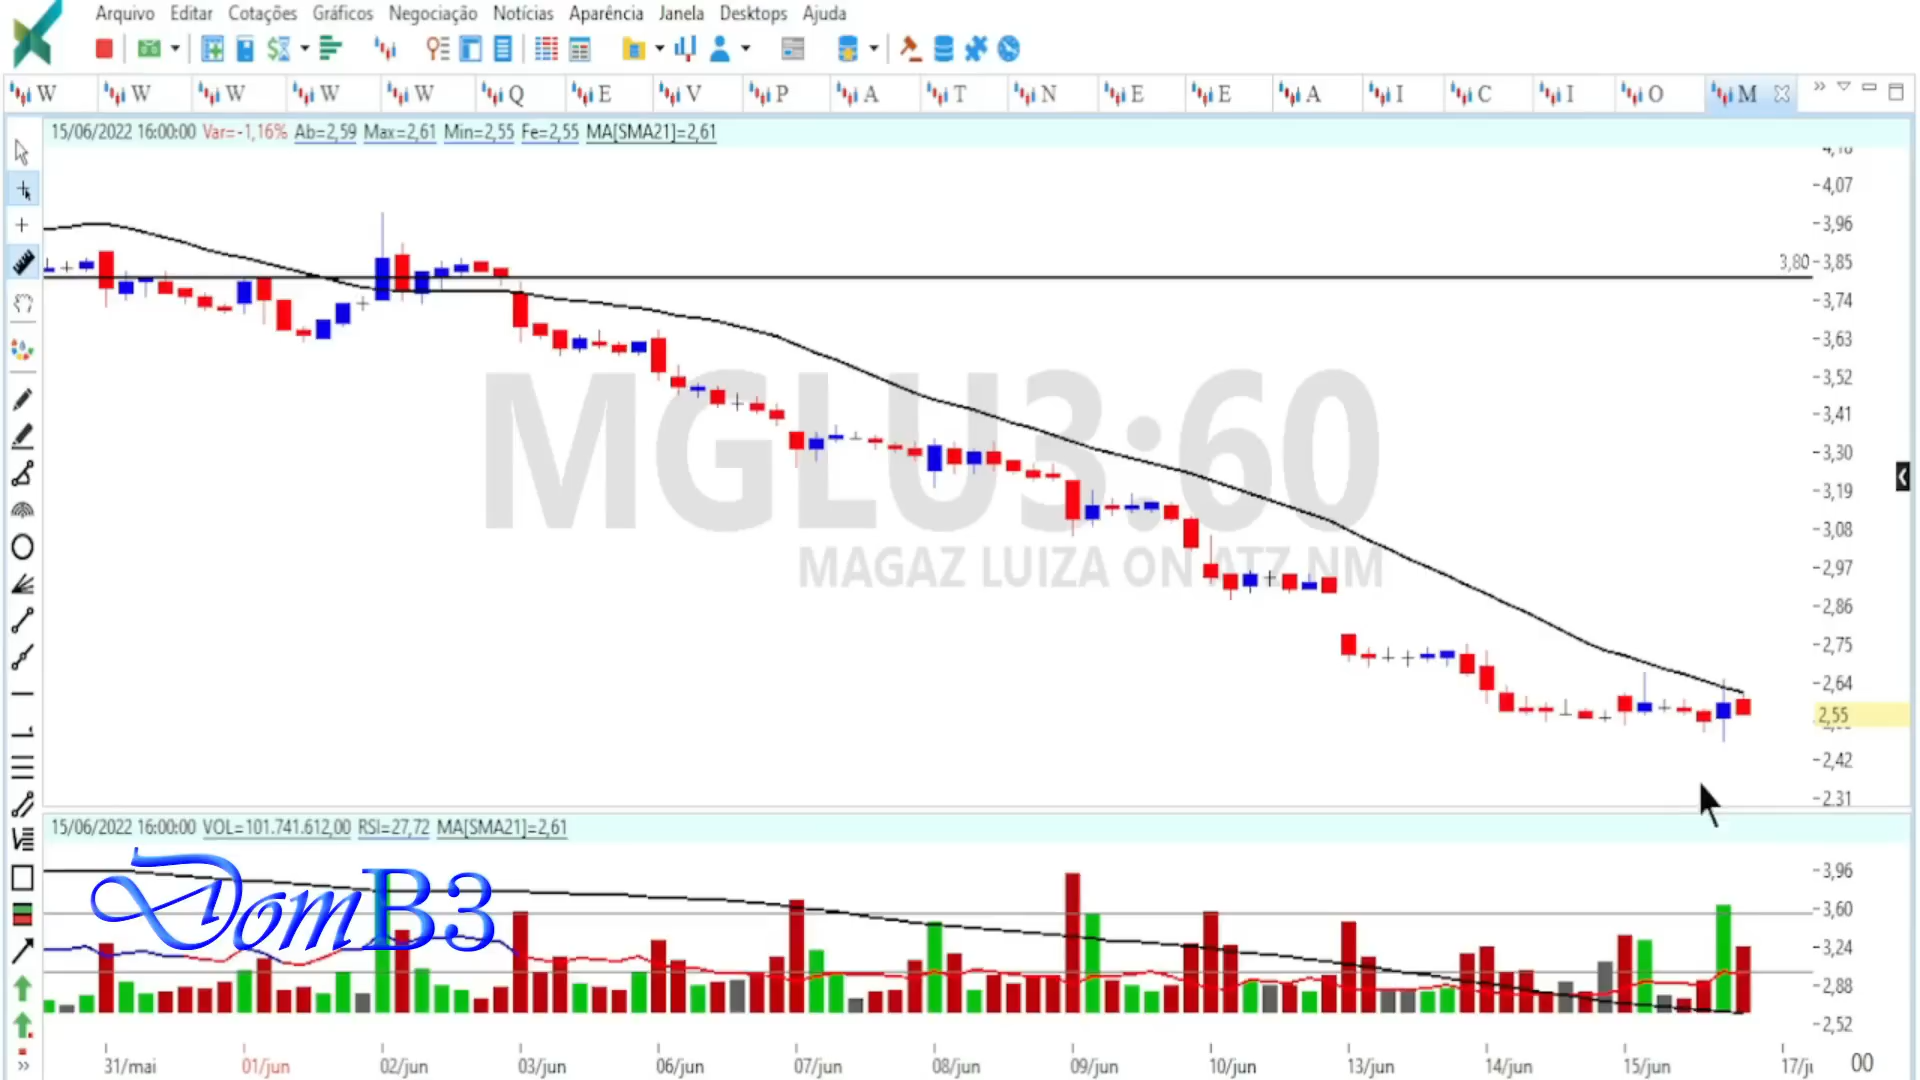 Arquivo Editar Cotações Gráficos Negociação Notícias Aparência Janela Desktops Ajuda
W W W W W Q E V P A T N E E A I C I O M
15/06/2022 16:00:00 Var=-1,16% Ab=2,59 Max=2,61 Min=2,55 Fe=2,55 MA[SMA21]=2,61
4,07
3,96
3,80
3,85
3,74
3,63
3,52
3,41
3,30
3,19
3,08
2,97
2,86
2,75
2,64
2,55
2,42
2,31
MGLU3:60
MAGAZ LUIZA ON ATZ NM
15/06/2022 16:00:00 VOL=101.741.612,00 RSI=27,72 MA[SMA21]=2,61
DomB3
3,96
3,60
3,24
2,88
2,52
31/mai 01/jun 02/jun 03/jun 06/jun 07/jun 08/jun 09/jun 10/jun 13/jun 14/jun 15/jun 17/j 00